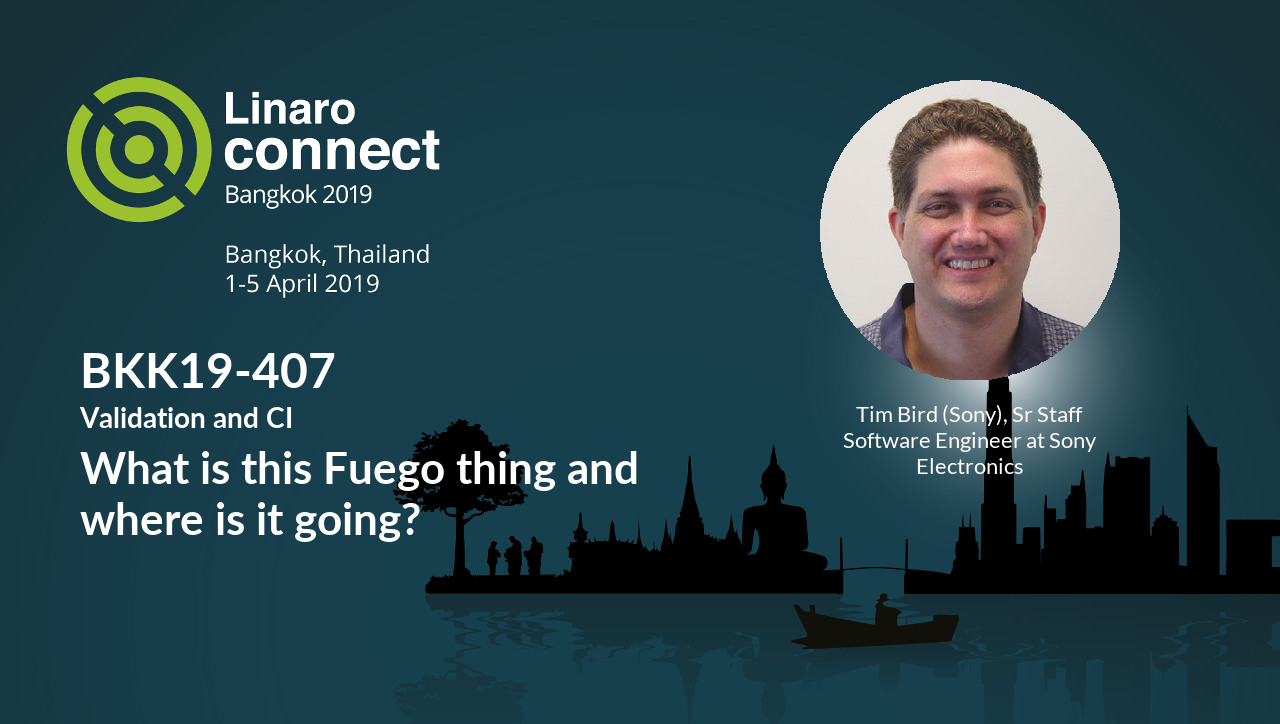 Linaro
connect
Bangkok 2019
Bangkok, Thailand
1-5 April 2019
BKK19-407
Validation and CI
What is this Fuego thing and
where is it going?
Tim Bird (Sony), Sr Staff
Software Engineer at Sony
Electronics